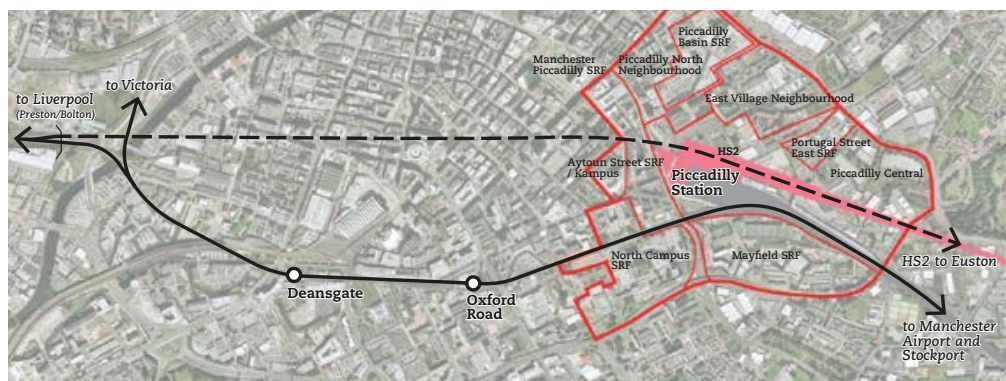 to Liverpool
(Preston/Bolton)
to Victoria
Manchester
Piccadilly SRF
Piccadilly North
Neighbourhood
Piccadilly
Basin SRF
East Village Neighbourhood
Portugal Street
East SRF
Piccadilly Central
HS2
Aytoun Street SRF
/ Kampus
Piccadilly
Station
North Campus
SRF
Mayfield SRF
HS2 to Euston
Deansgate
Oxford
Road
to Manchester
Airport and
Stockport